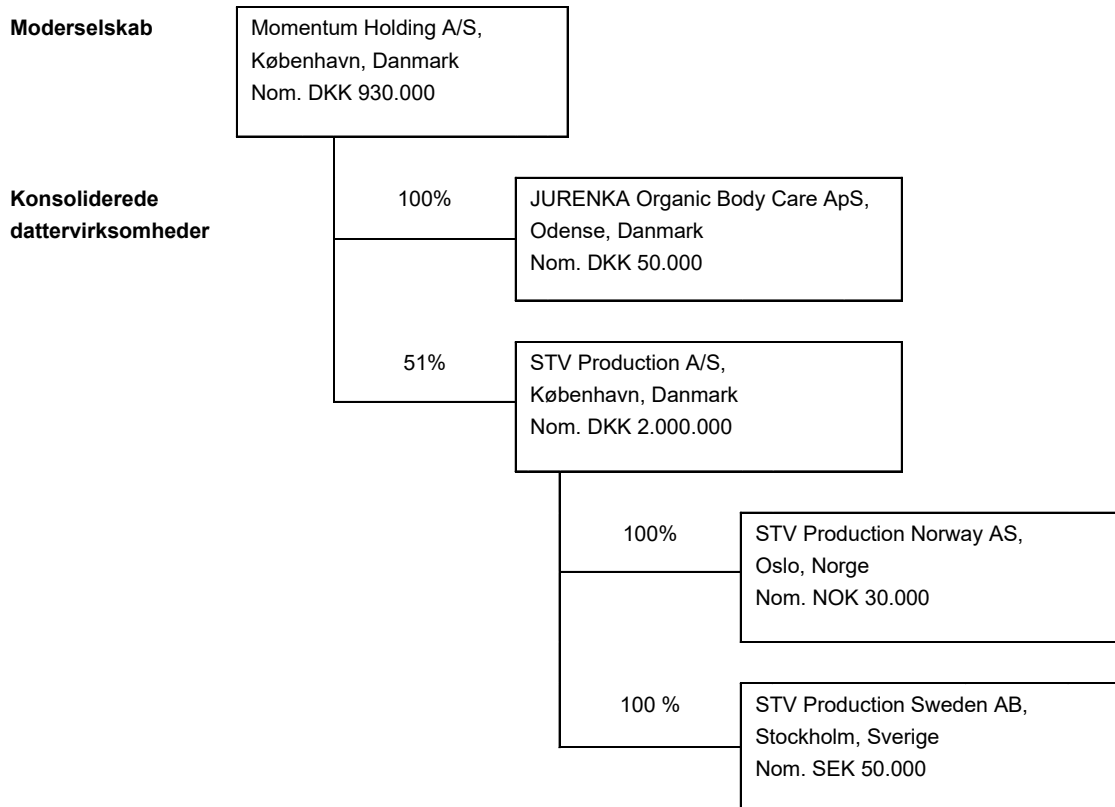 Moderselskab
Momentum Holding A/S,
København, Danmark
Nom. DKK 930.000
Konsoliderede
dattervirksomheder
100%
JURENKA Organic Body Care ApS,
Odense, Danmark
Nom. DKK 50.000
51%
STV Production A/S,
København, Danmark
Nom. DKK 2.000.000
100%
STV Production Norway AS,
Oslo, Norge
Nom. NOK 30.000
100 %
STV Production Sweden AB,
Stockholm, Sverige
Nom. SEK 50.000